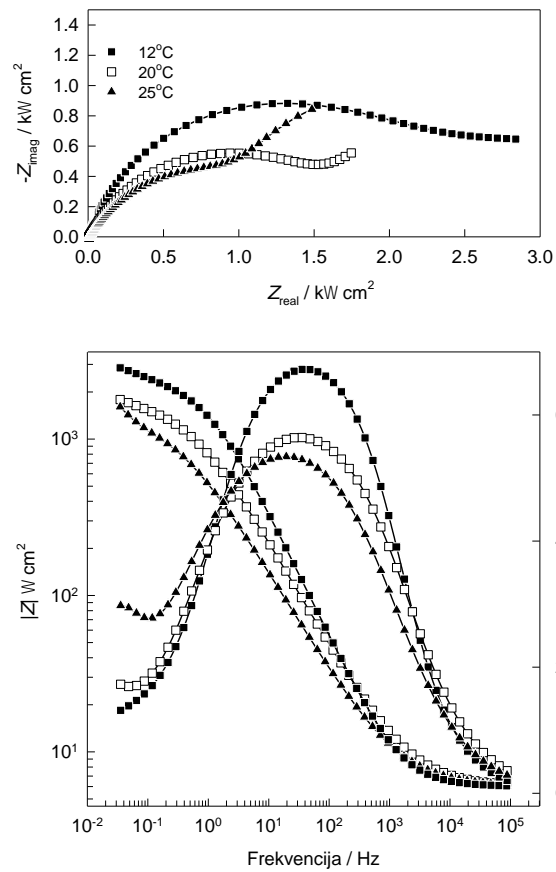 1.4
1.2
1.0
0.8
0.6
0.4
0.2
0.0
-Zimag / kW cm²
12°C
20°C
25°C
0.0 0.5 1.0 1.5 2.0 2.5 3.0
Zreal / kW cm²
10³
10²
10¹
|Z| W cm²
10⁻² 10⁻¹ 10⁰ 10¹ 10² 10³ 10⁴ 10⁵
Frekvencija / Hz